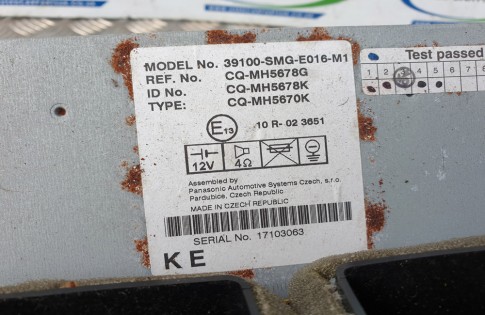 MODEL No. 39100-SMG-E016-M1
REF. No. CQ-MH5678G
ID No. CQ-MH5678K
TYPE: CQ-MH5670K
E13 10 R- 02 3651
12V 4Ω
Assembled by
Panasonic Automotive Systems Czech, s.r.o.
Pardubice, Czech Republic
MADE IN CZECH REPUBLIC
SERIAL No. 17103063
KE
Test passed
1 2 3 4 5 6 7 8